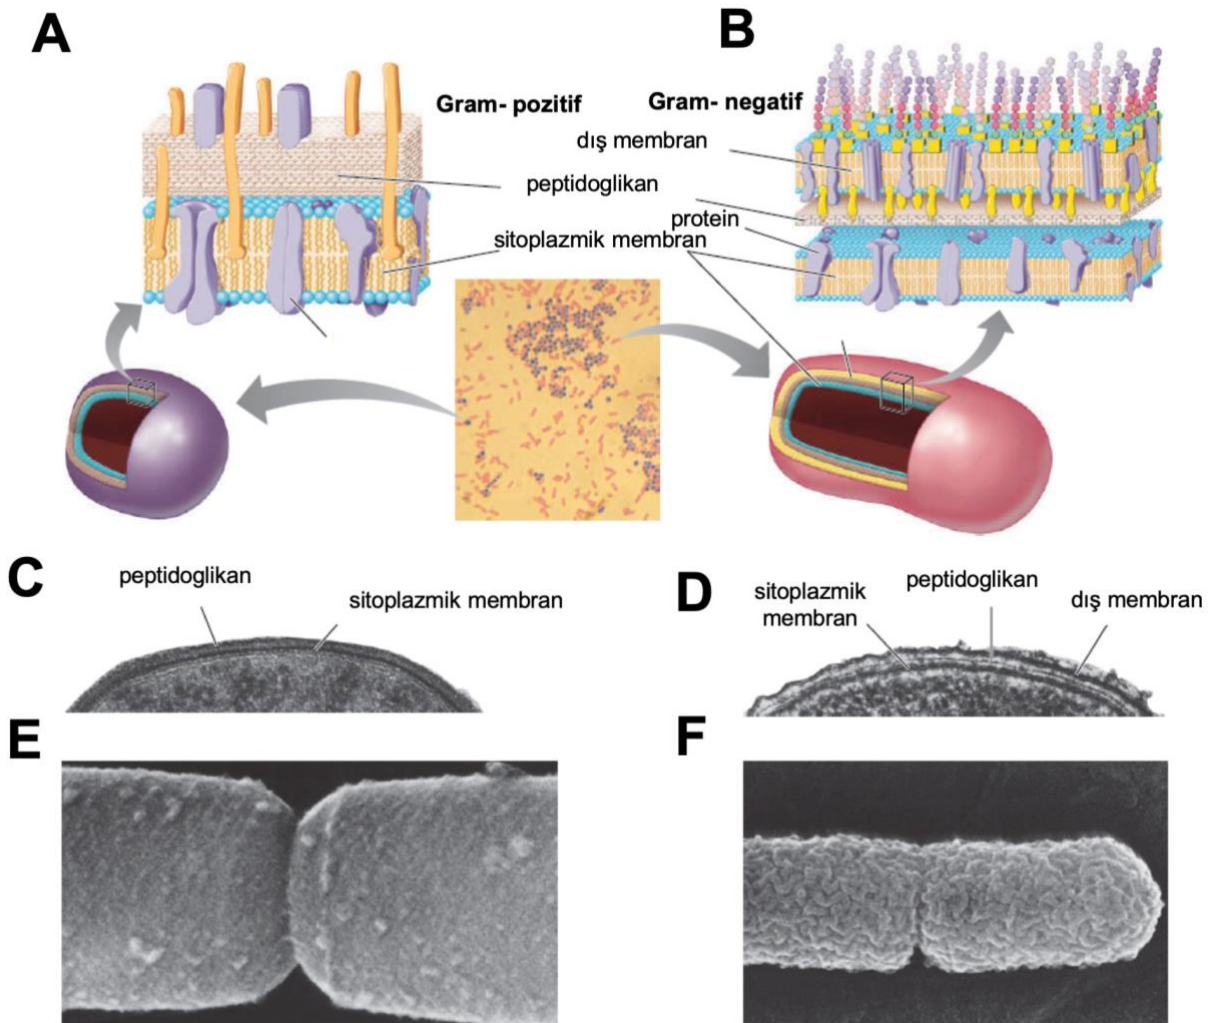 A
B
Gram- pozitif
Gram- negatif
dış membran
peptidoglikan
protein
sitoplazmik membran
C
peptidoglikan
sitoplazmik membran
D
sitoplazmik
membran
peptidoglikan
dış membran
E
F